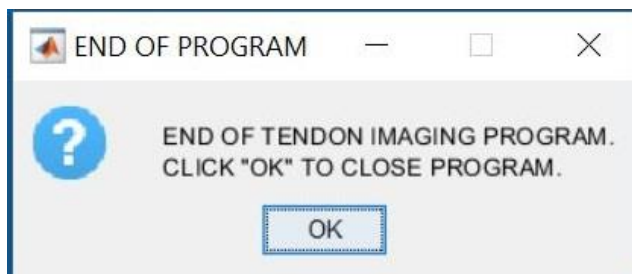 END OF PROGRAM
END OF TENDON IMAGING PROGRAM.
CLICK "OK" TO CLOSE PROGRAM.
OK